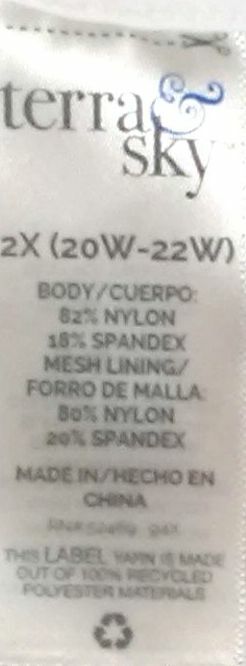 terra &
sky
2X (20W-22W)
BODY/CUERPO:
82% NYLON
18% SPANDEX
MESH LINING/
FORRO DE MALLA:
80% NYLON
20% SPANDEX
MADE IN/HECHO EN
CHINA
THIS LABEL YARN IS MADE
OUT OF 100% RECYCLED
POLYESTER MATERIALS